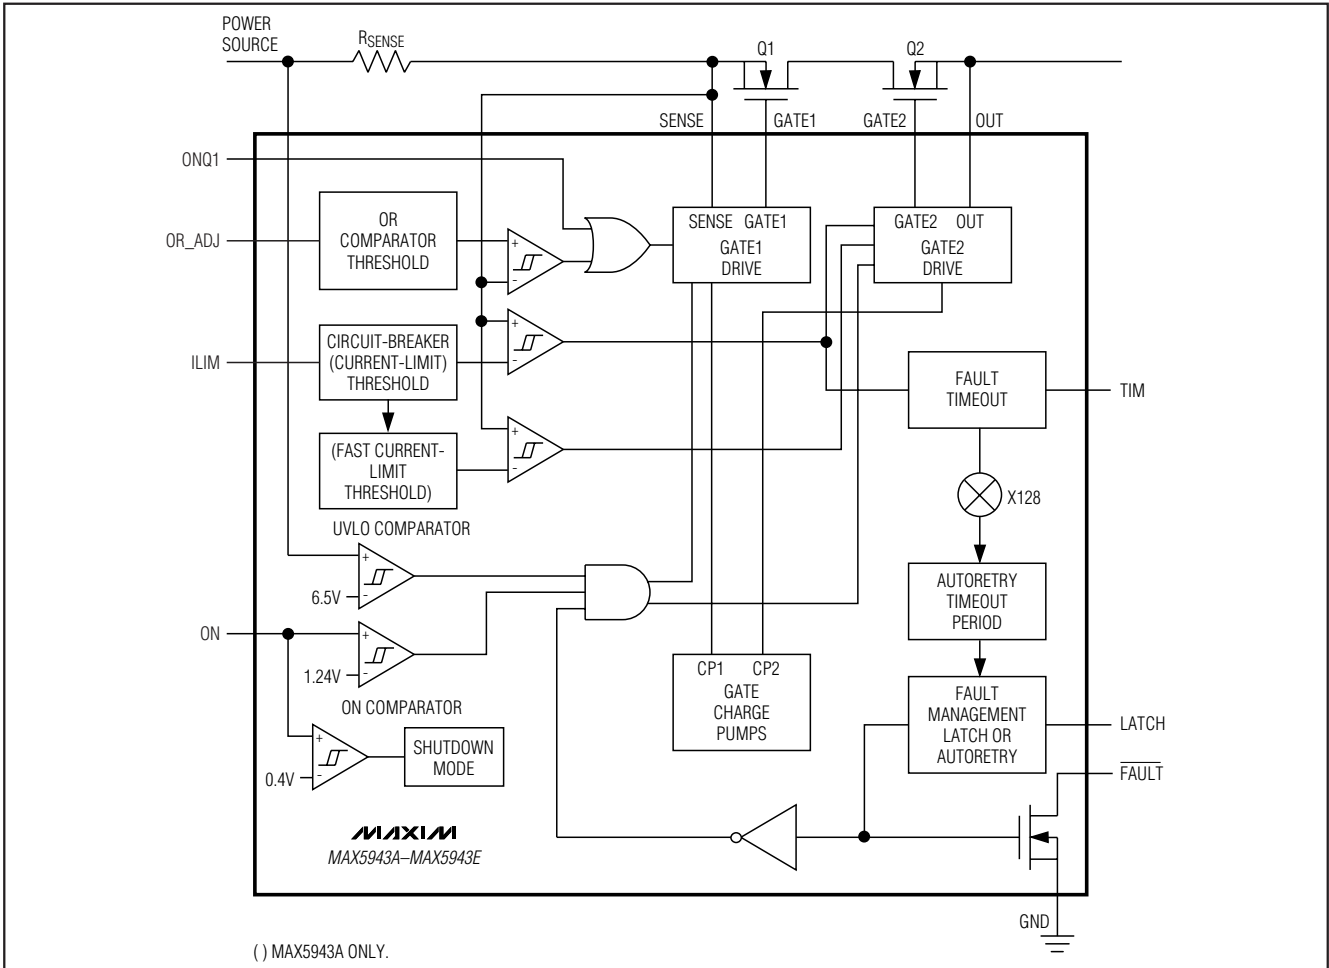 POWER
SOURCE
RSENSE
Q1
Q2
SENSE
GATE1
GATE2
OUT
ONQ1
OR_ADJ
OR
COMPARATOR
THRESHOLD
+
-
SENSE GATE1
GATE1
DRIVE
GATE2 OUT
GATE2
DRIVE
ILIM
CIRCUIT-BREAKER
(CURRENT-LIMIT)
THRESHOLD
+
-
FAULT
TIMEOUT
TIM
(FAST CURRENT-
LIMIT
THRESHOLD)
+
-
X128
UVLO COMPARATOR
+
-
6.5V
AUTORETRY
TIMEOUT
PERIOD
ON
+
-
1.24V
ON COMPARATOR
CP1 CP2
GATE
CHARGE
PUMPS
FAULT
MANAGEMENT
LATCH OR
AUTORETRY
LATCH
+
-
0.4V
SHUTDOWN
MODE
FAULT
MAXIM
MAX5943A–MAX5943E
GND
( ) MAX5943A ONLY.